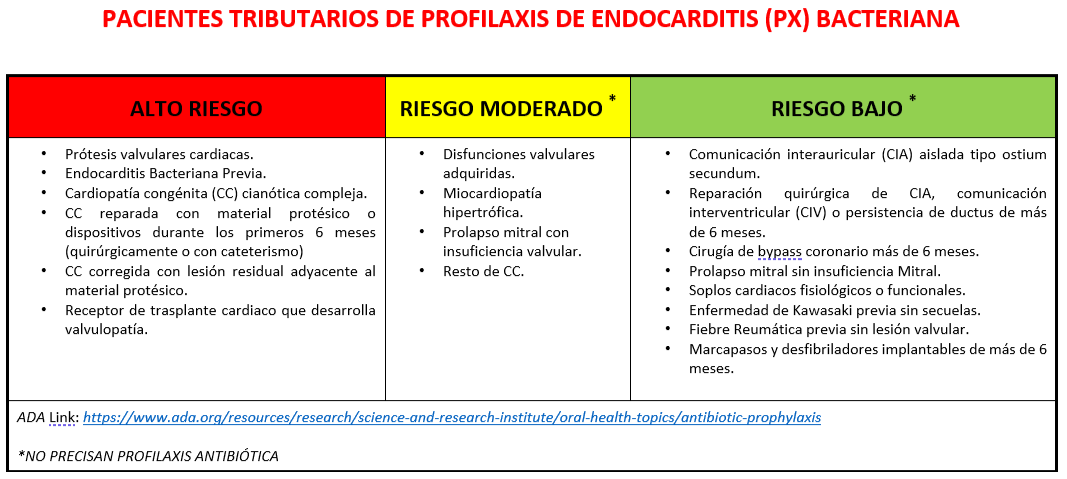 PACIENTES TRIBUTARIOS DE PROFILAXIS DE ENDOCARDITIS (PX) BACTERIANA
ALTO RIESGO
• Prótesis valvulares cardiacas.
• Endocarditis Bacteriana Previa.
• Cardiopatía congénita (CC) cianótica compleja.
• CC reparada con material protésico o
dispositivos durante los primeros 6 meses
(quirúrgicamente o con cateterismo)
• CC corregida con lesión residual adyacente al
material protésico.
• Receptor de trasplante cardiaco que desarrolla
valvulopatía.
RIESGO MODERADO *
• Disfunciones valvulares
adquiridas.
• Miocardiopatía
hipertrófica.
• Prolapso mitral con
insuficiencia valvular.
• Resto de CC.
RIESGO BAJO *
• Comunicación interauricular (CIA) aislada tipo ostium
secundum.
• Reparación quirúrgica de CIA, comunicación
interventricular (CIV) o persistencia de ductus de más
de 6 meses.
• Cirugía de bypass coronario más de 6 meses.
• Prolapso mitral sin insuficiencia Mitral.
• Soplos cardiacos fisiológicos o funcionales.
• Enfermedad de Kawasaki previa sin secuelas.
• Fiebre Reumática previa sin lesión valvular.
• Marcapasos y desfibriladores implantables de más de 6
meses.
ADA Link: https://www.ada.org/resources/research/science-and-research-institute/oral-health-topics/antibiotic-prophylaxis
*NO PRECISAN PROFILAXIS ANTIBIÓTICA